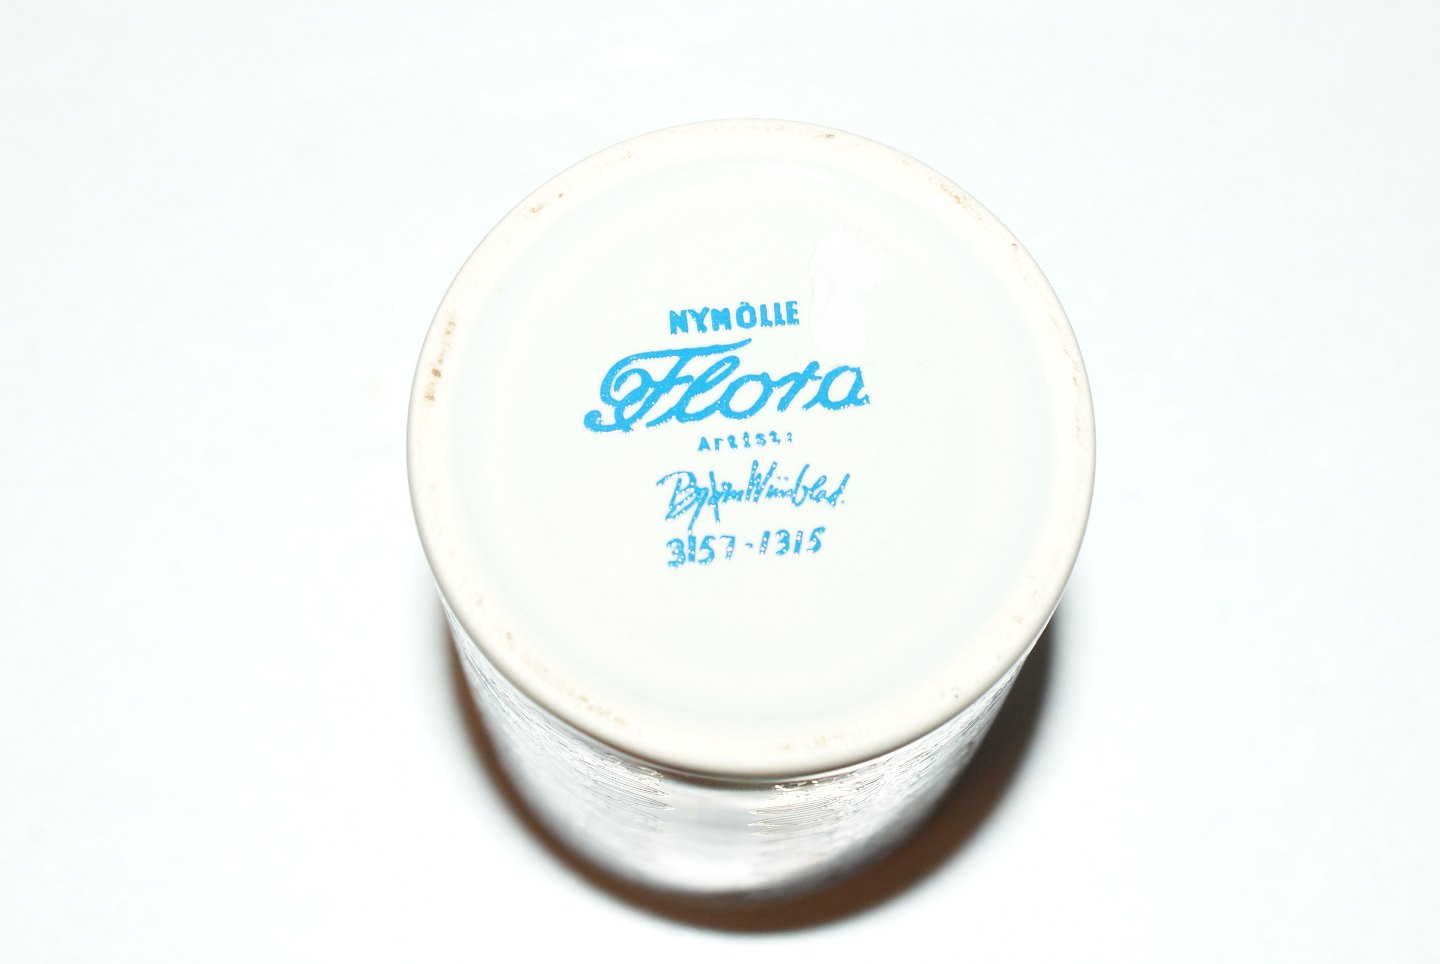 NYMÖLLE
Flora
Artist:
Bjørn Wiinblad.
3157-1315